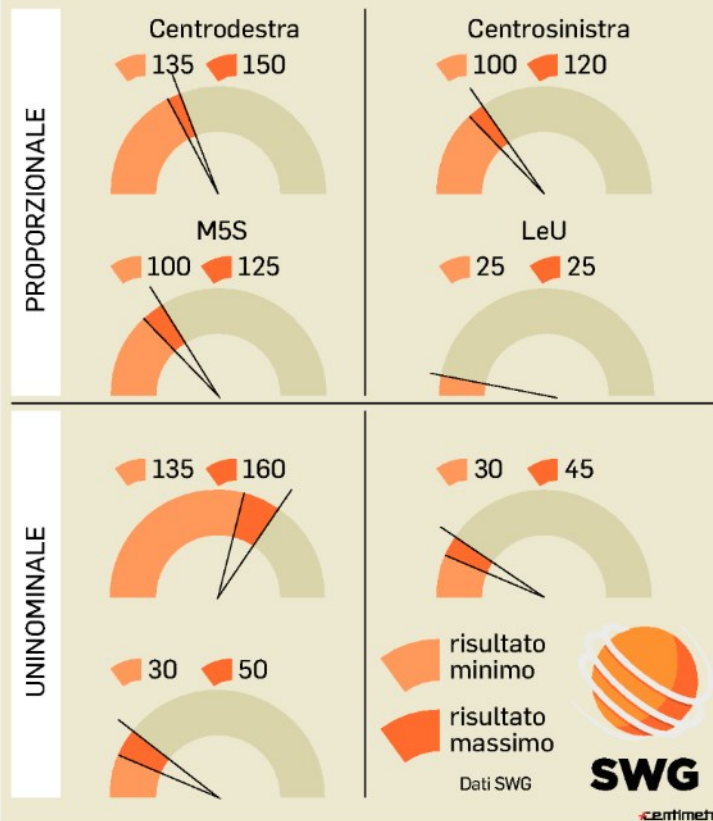 PROPORZIONALE
Centrodestra
135 150
Centrosinistra
100 120
M5S
100 125
LeU
25 25
UNINOMINALE
135 160
30 45
30 50
risultato
minimo
risultato
massimo
Dati SWG
SWG
centimetr